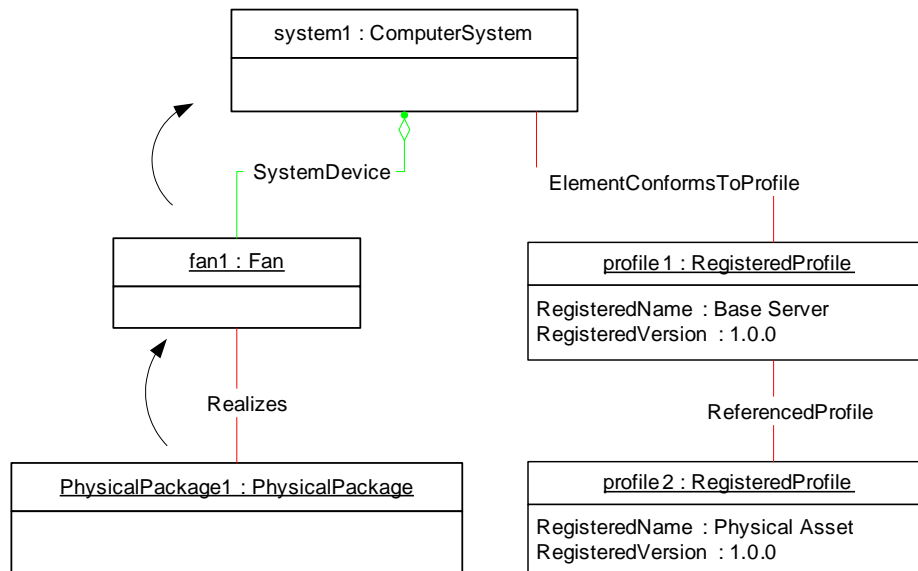 system1 : ComputerSystem
SystemDevice
ElementConformsToProfile
fan1 : Fan
profile1 : RegisteredProfile
RegisteredName : Base Server
RegisteredVersion : 1.0.0
Realizes
ReferencedProfile
PhysicalPackage1 : PhysicalPackage
profile2 : RegisteredProfile
RegisteredName : Physical Asset
RegisteredVersion : 1.0.0